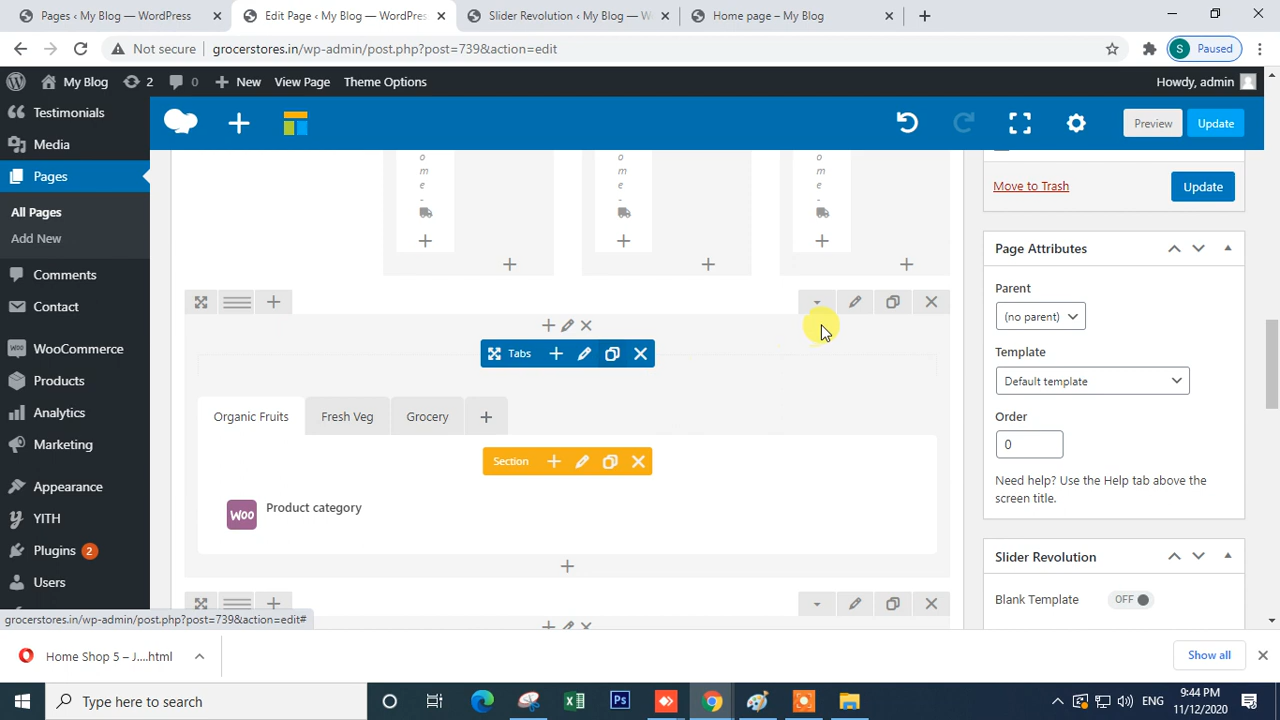 Pages ‹ My Blog — WordPress
Edit Page ‹ My Blog — WordPres
Slider Revolution ‹ My Blog — W
Home page – My Blog
Not secure
grocerstores.in/wp-admin/post.php?post=739&action=edit
S
Paused
My Blog
2
0
New
View Page
Theme Options
Howdy, admin
Testimonials
Media
Pages
All Pages
Add New
Comments
Contact
WooCommerce
Products
Analytics
Marketing
Appearance
YITH
Plugins 2
Users
Preview
Update
o
m
e
-
o
m
e
-
o
m
e
-
Tabs
Organic Fruits
Fresh Veg
Grocery
Section
Woo
Product category
Move to Trash
Update
Page Attributes
Parent
(no parent)
Template
Default template
Order
0
Need help? Use the Help tab above the
screen title.
Slider Revolution
Blank Template
OFF
grocerstores.in/wp-admin/post.php?post=739&action=edit#
Home Shop 5 – J....html
Show all
Type here to search
Ps
ENG
9:44 PM
11/12/2020